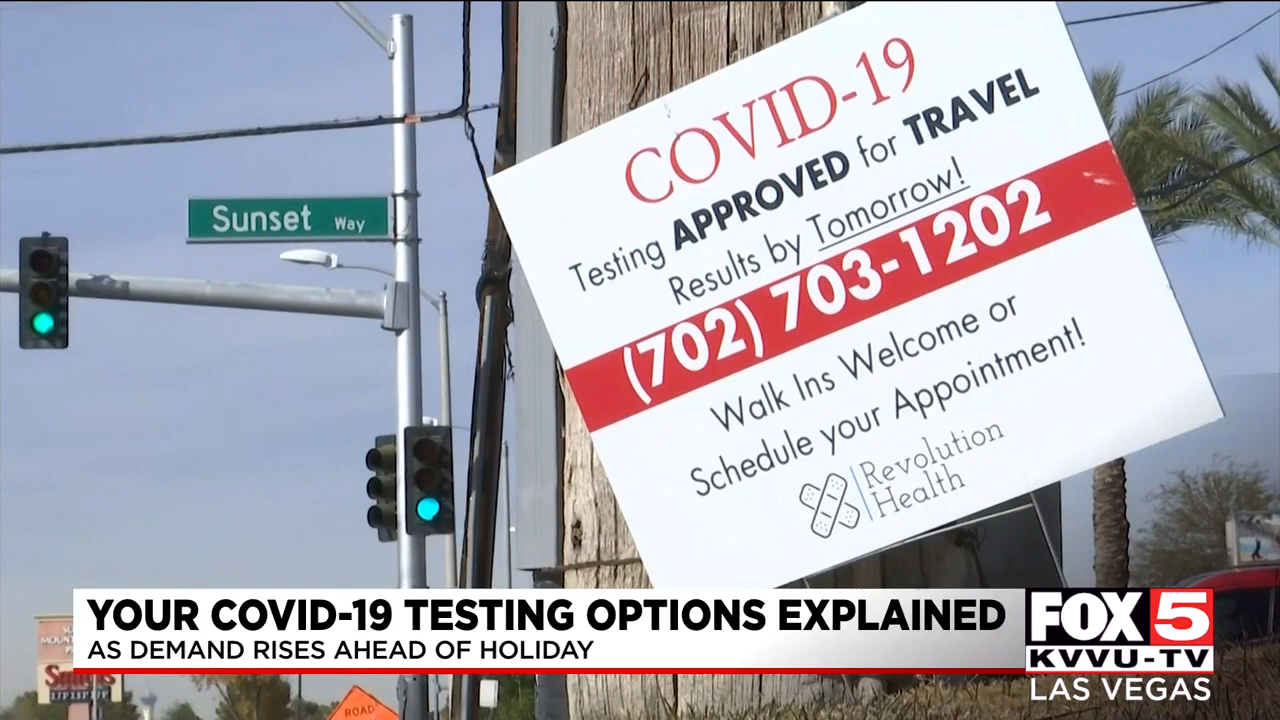 Sunset Way
COVID-19
Testing APPROVED for TRAVEL
Results by Tomorrow!
(702) 703-1202
Walk Ins Welcome or
Schedule your Appointment!
Revolution
Health
Smith's
ROAD
YOUR COVID-19 TESTING OPTIONS EXPLAINED
AS DEMAND RISES AHEAD OF HOLIDAY
FOX 5
KVVU-TV
LAS VEGAS